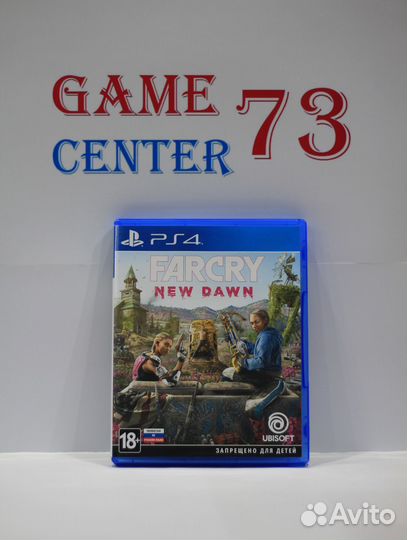 GAME 73
CENTER
PS4
FARCRY
NEW DAWN
18+
UBISOFT
ЗАПРЕЩЕНО ДЛЯ ДЕТЕЙ
Avito